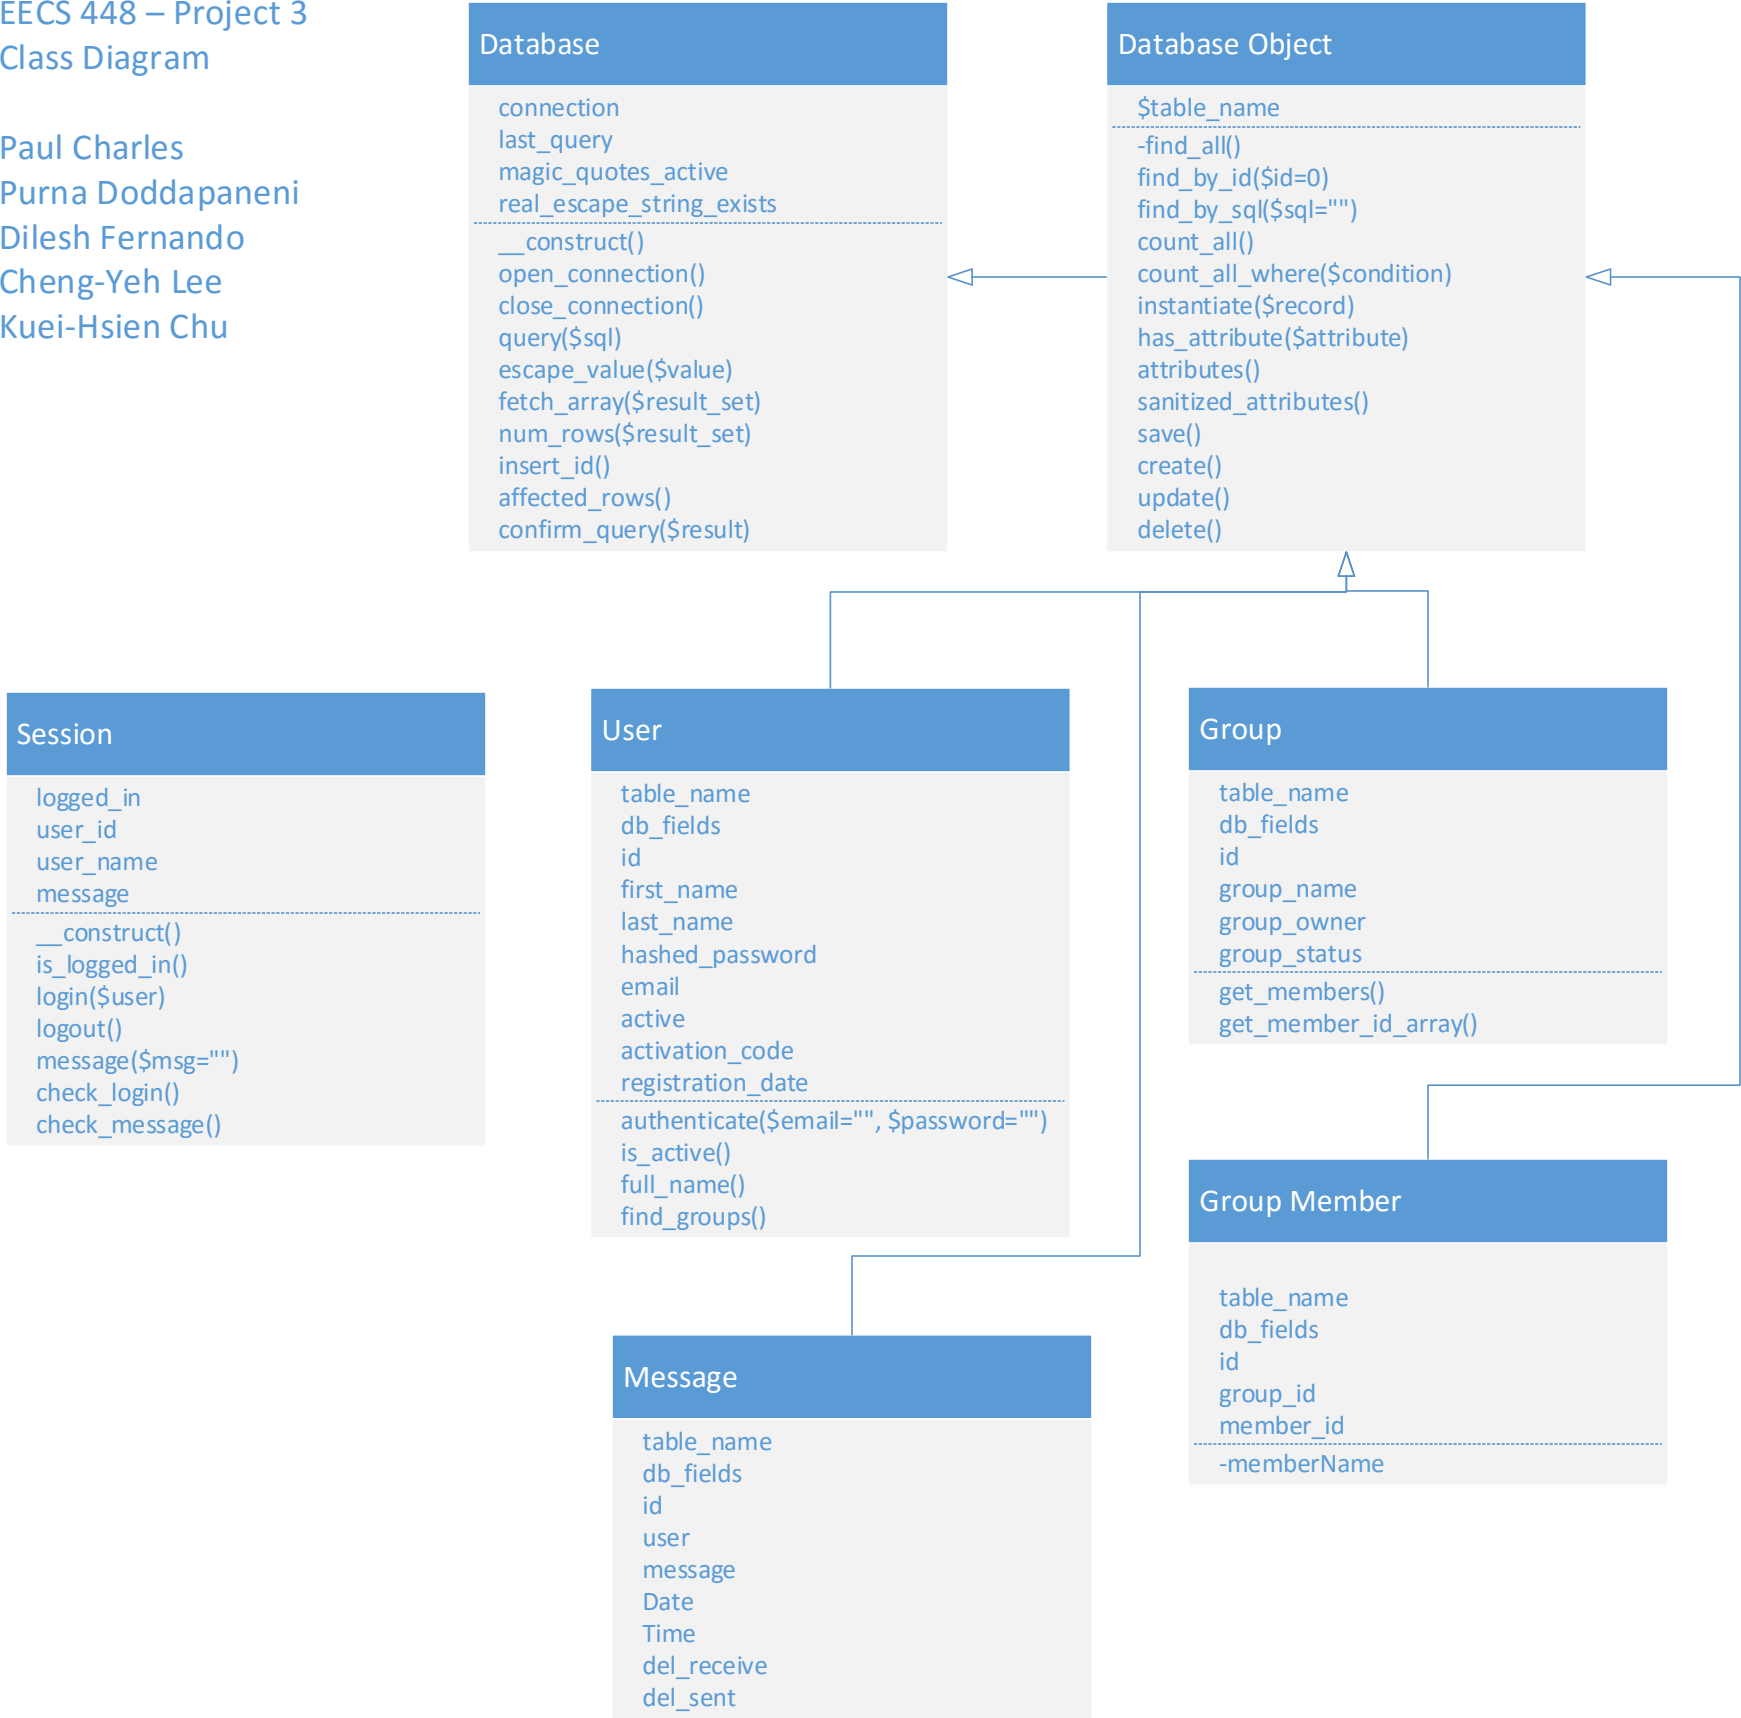 EECS 448 – Project 3
Class Diagram
Paul Charles
Purna Doddapaneni
Dilesh Fernando
Cheng-Yeh Lee
Kuei-Hsien Chu
Database
connection
last_query
magic_quotes_active
real_escape_string_exists
__construct()
open_connection()
close_connection()
query($sql)
escape_value($value)
fetch_array($result_set)
num_rows($result_set)
insert_id()
affected_rows()
confirm_query($result)
Database Object
$table_name
-find_all()
find_by_id($id=0)
find_by_sql($sql="")
count_all()
count_all_where($condition)
instantiate($record)
has_attribute($attribute)
attributes()
sanitized_attributes()
save()
create()
update()
delete()
Session
logged_in
user_id
user_name
message
__construct()
is_logged_in()
login($user)
logout()
message($msg="")
check_login()
check_message()
User
table_name
db_fields
id
first_name
last_name
hashed_password
email
active
activation_code
registration_date
authenticate($email="", $password="")
is_active()
full_name()
find_groups()
Group
table_name
db_fields
id
group_name
group_owner
group_status
get_members()
get_member_id_array()
Group Member
table_name
db_fields
id
group_id
member_id
-memberName
Message
table_name
db_fields
id
user
message
Date
Time
del_receive
del_sent